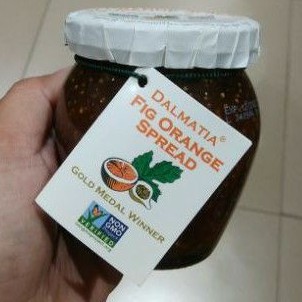 DALMATIA®
FIG ORANGE
SPREAD
GOLD MEDAL WINNER
NON
GMO
VERIFIED